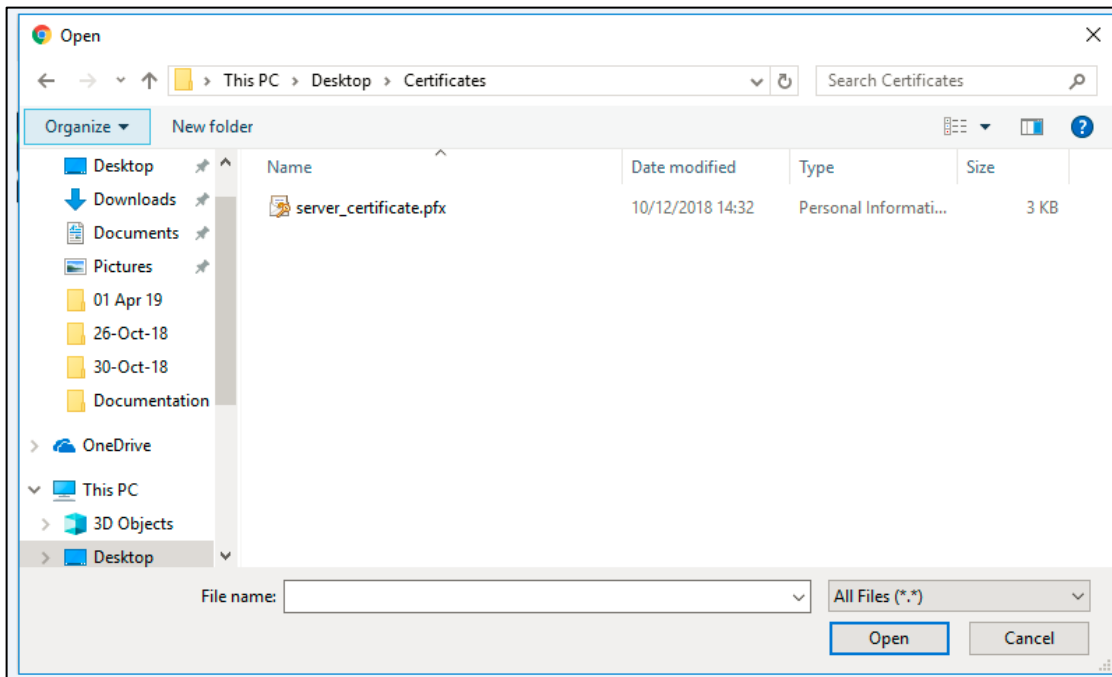 Open
This PC > Desktop > Certificates
Search Certificates
Organize
New folder
Name
Date modified
Type
Size
server_certificate.pfx
10/12/2018 14:32
Personal Informati...
3 KB
Desktop
Downloads
Documents
Pictures
01 Apr 19
26-Oct-18
30-Oct-18
Documentation
OneDrive
This PC
3D Objects
Desktop
File name:
All Files (*.*)
Open
Cancel